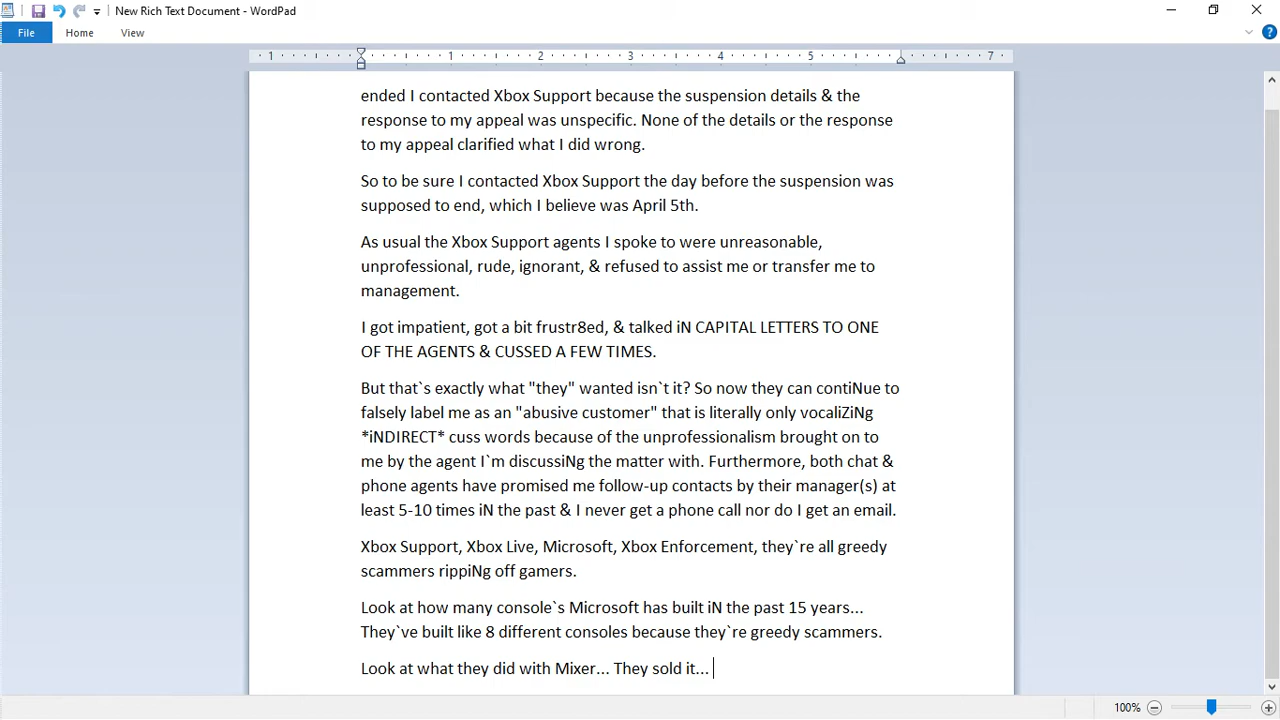 New Rich Text Document - WordPad
File Home View
1 1 2 3 4 5 7
ended I contacted Xbox Support because the suspension details & the
response to my appeal was unspecific. None of the details or the response
to my appeal clarified what I did wrong.
So to be sure I contacted Xbox Support the day before the suspension was
supposed to end, which I believe was April 5th.
As usual the Xbox Support agents I spoke to were unreasonable,
unprofessional, rude, ignorant, & refused to assist me or transfer me to
management.
I got impatient, got a bit frustr8ed, & talked iN CAPITAL LETTERS TO ONE
OF THE AGENTS & CUSSED A FEW TIMES.
But that`s exactly what "they" wanted isn`t it? So now they can contiNue to
falsely label me as an "abusive customer" that is literally only vocaliZiNg
*iNDIRECT* cuss words because of the unprofessionalism brought on to
me by the agent I`m discussiNg the matter with. Furthermore, both chat &
phone agents have promised me follow-up contacts by their manager(s) at
least 5-10 times iN the past & I never get a phone call nor do I get an email.
Xbox Support, Xbox Live, Microsoft, Xbox Enforcement, they`re all greedy
scammers rippiNg off gamers.
Look at how many console`s Microsoft has built iN the past 15 years...
They`ve built like 8 different consoles because they`re greedy scammers.
Look at what they did with Mixer... They sold it...
100%